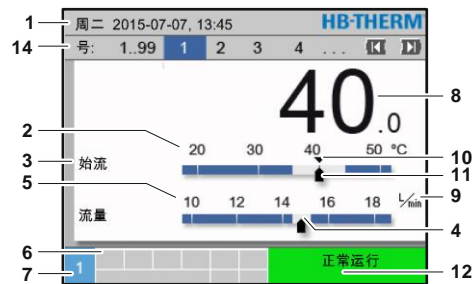 1 周二 2015-07-07, 13:45 HB-THERM
14 号: 1..99 1 2 3 4 ...
40.0 8
2 20 30 40 50 °C 10
3 始流 11
5 10 12 14 16 18 L/min 9
流量 4
6 正常运行
7 1 12